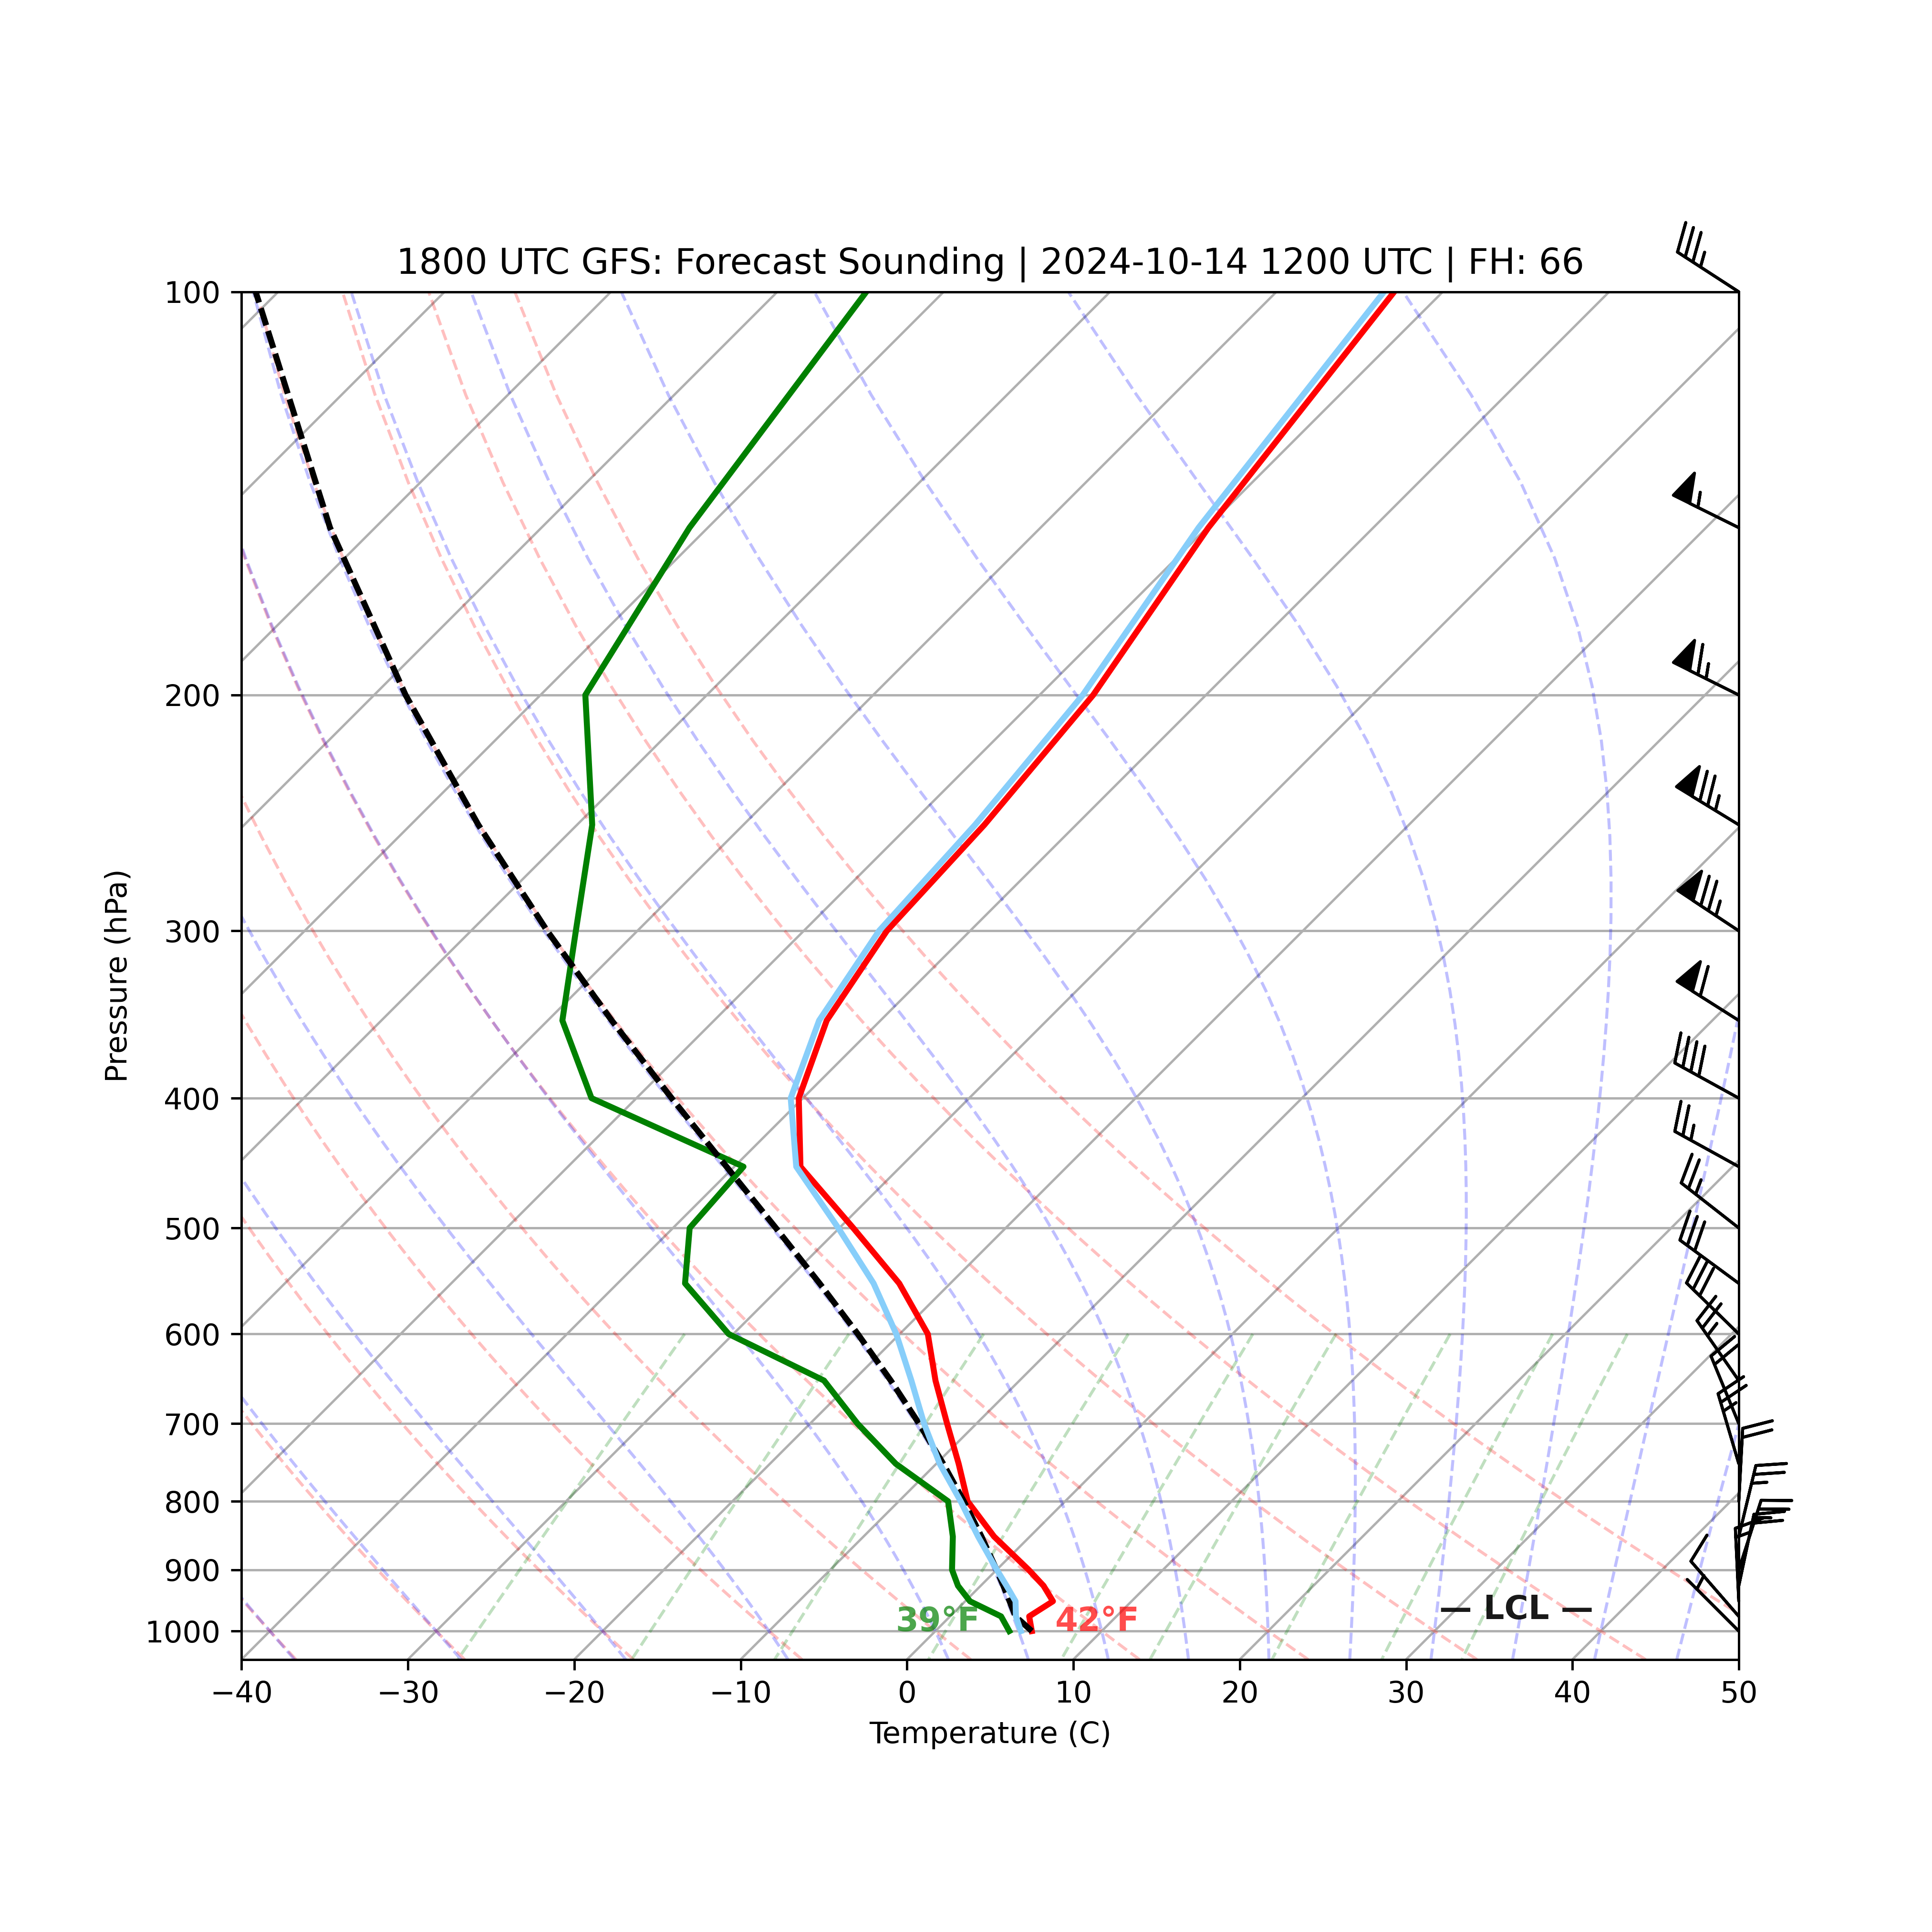 1800 UTC GFS: Forecast Sounding | 2024-10-14 1200 UTC | FH: 66
100
200
300
400
500
600
700
800
900
1000
Pressure (hPa)
39°F
42°F
— LCL —
−40 −30 −20 −10 0 10 20 30 40 50
Temperature (C)